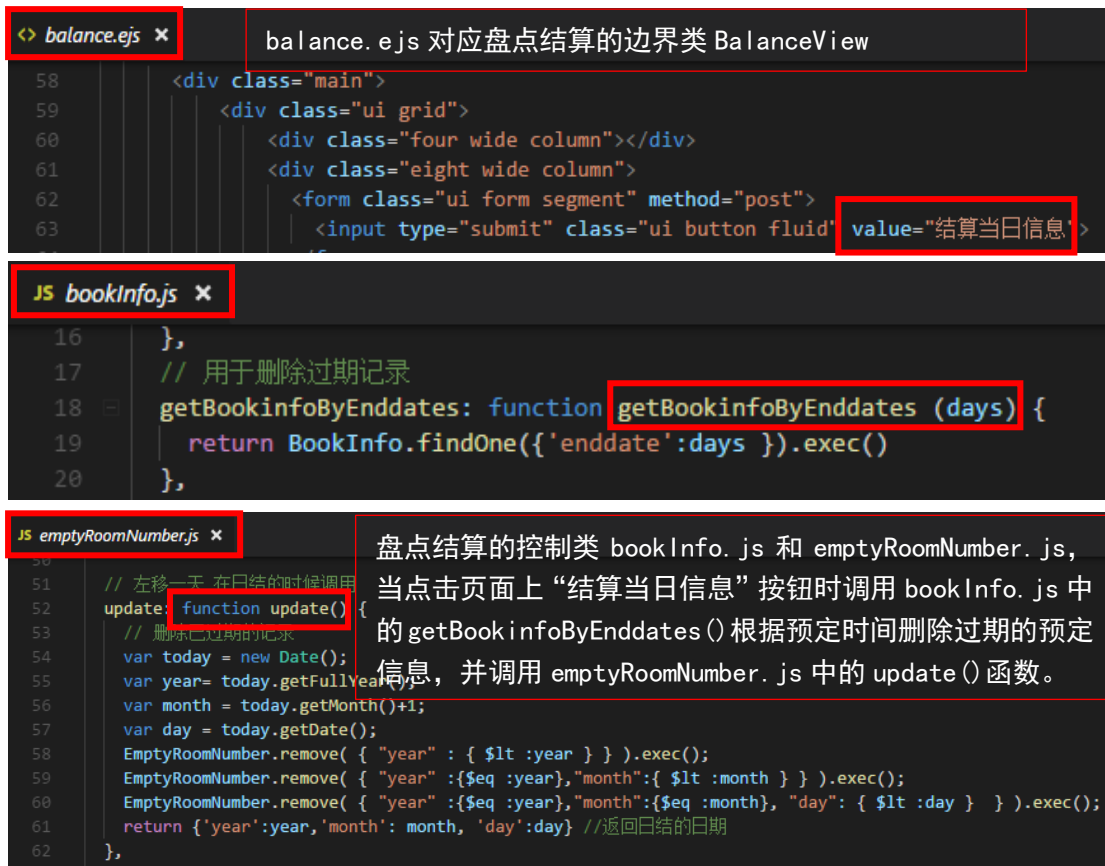 <> balance.ejs ×
balance.ejs 对应盘点结算的边界类 BalanceView
58 <div class="main">
59 <div class="ui grid">
60 <div class="four wide column"></div>
61 <div class="eight wide column">
62 <form class="ui form segment" method="post">
63 <input type="submit" class="ui button fluid" value="结算当日信息">
JS bookInfo.js ×
16 },
17 // 用于删除过期记录
18 getBookinfoByEnddates: function getBookinfoByEnddates (days) {
19 return BookInfo.findOne({'enddate':days }).exec()
20 },
JS emptyRoomNumber.js ×
盘点结算的控制类 bookInfo.js 和 emptyRoomNumber.js,
当点击页面上“结算当日信息”按钮时调用 bookInfo.js 中
的 getBookinfoByEnddates()根据预定时间删除过期的预定
信息，并调用 emptyRoomNumber.js 中的 update()函数。
50
51 // 左移一天 在日结的时候调用
52 update: function update() {
53 // 删除已过期的记录
54 var today = new Date();
55 var year= today.getFullYear();
56 var month = today.getMonth()+1;
57 var day = today.getDate();
58 EmptyRoomNumber.remove( { "year" : { $lt :year } } ).exec();
59 EmptyRoomNumber.remove( { "year" :{$eq :year},"month":{ $lt :month } } ).exec();
60 EmptyRoomNumber.remove( { "year" :{$eq :year},"month":{$eq :month}, "day": { $lt :day }  } ).exec();
61 return {'year':year,'month': month, 'day':day} //返回日结的日期
62 },